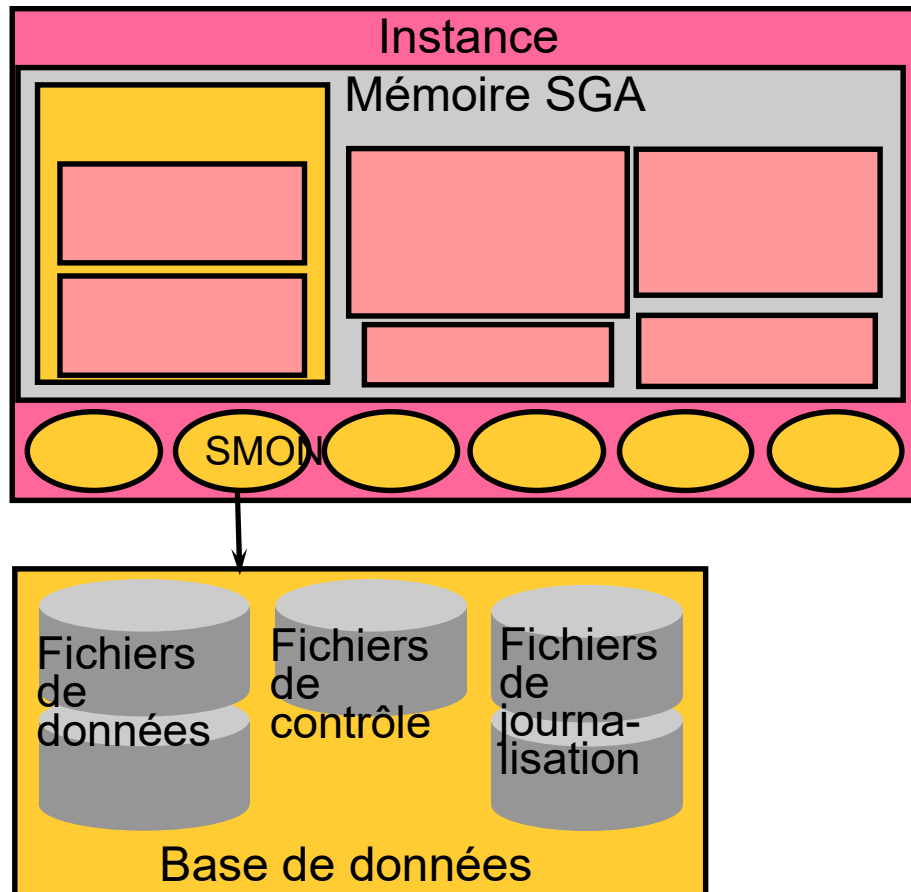 Instance
Mémoire SGA
SMON
Fichiers
de
données
Fichiers
de
contrôle
Fichiers
de
journa-
lisation
Base de données